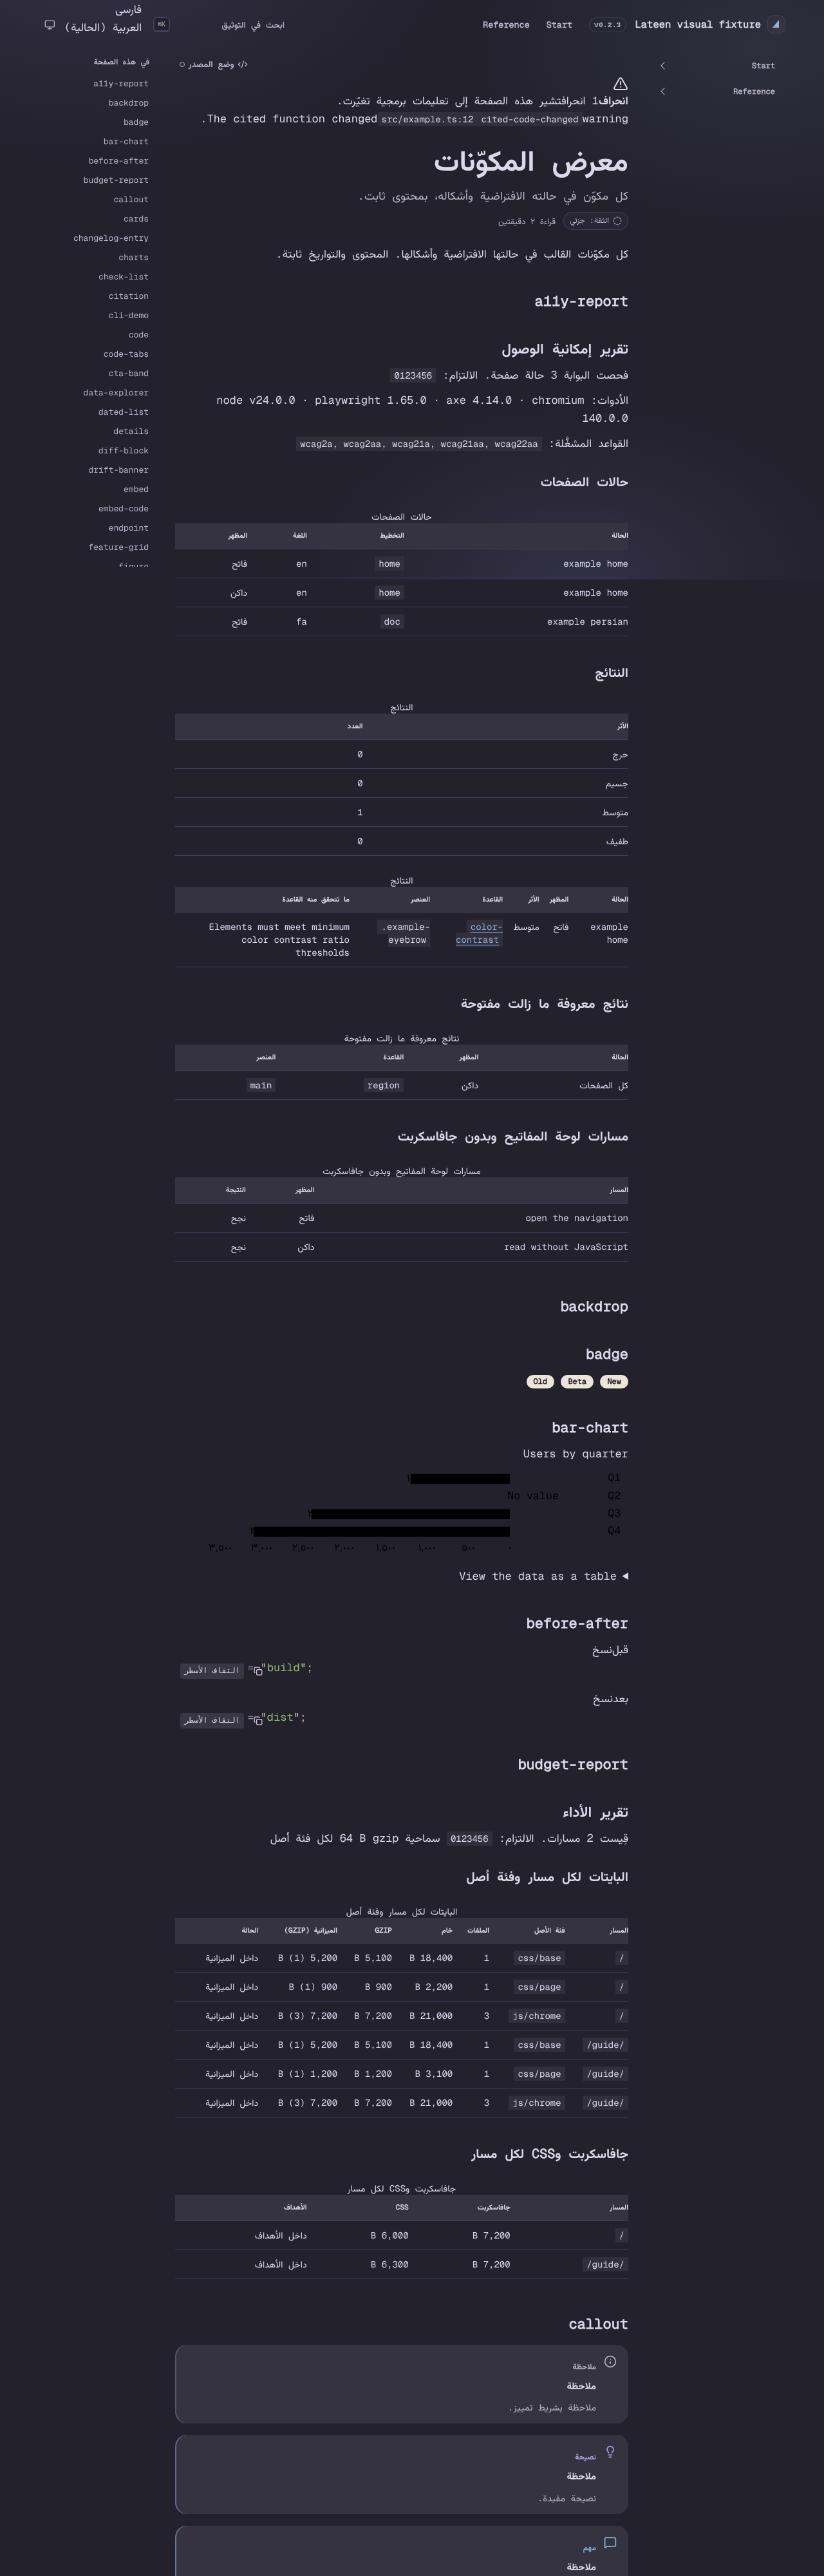 Lateen visual fixture
v0.2.3
Start
Reference
ابحث في التوثيق
⌘K
فارسی
العربية (الحالية)
Start
Reference
وضع المصدر
في هذه الصفحة
a11y-report
backdrop
badge
bar-chart
before-after
budget-report
callout
cards
changelog-entry
charts
check-list
citation
cli-demo
code
code-tabs
cta-band
data-explorer
dated-list
details
diff-block
drift-banner
embed
embed-code
endpoint
feature-grid
انحراف1 انحرافتشير هذه الصفحة إلى تعليمات برمجية تغيّرت.
warning cited-code-changed src/example.ts:12 The cited function changed.
معرض المكوّنات
كل مكوّن في حالته الافتراضية وأشكاله، بمحتوى ثابت.
الثقة: جزئي
قراءة ٢ دقيقتين
كل مكوّنات القالب في حالتها الافتراضية وأشكالها. المحتوى والتواريخ ثابتة.
a11y-report
تقرير إمكانية الوصول
فحصت البوابة 3 حالة صفحة. الالتزام: 0123456
الأدوات: node v24.0.0 · playwright 1.65.0 · axe 4.14.0 · chromium
140.0.0
القواعد المشغَّلة: wcag2a, wcag2aa, wcag21a, wcag21aa, wcag22aa
حالات الصفحات
حالات الصفحات
الحالة التخطيط اللغة المظهر
example home home en فاتح
example home home en داكن
example persian doc fa فاتح
النتائج
النتائج
الأثر العدد
حرج 0
جسيم 0
متوسط 1
طفيف 0
النتائج
الحالة المظهر الأثر القاعدة العنصر ما تتحقق منه القاعدة
example home فاتح متوسط color-contrast .example-eyebrow Elements must meet minimum color contrast ratio thresholds
نتائج معروفة ما زالت مفتوحة
نتائج معروفة ما زالت مفتوحة
الحالة المظهر القاعدة العنصر
كل الصفحات داكن region main
مسارات لوحة المفاتيح وبدون جافاسكربت
مسارات لوحة المفاتيح وبدون جافاسكربت
المسار المظهر النتيجة
open the navigation فاتح نجح
read without JavaScript داكن نجح
backdrop
badge
New Beta Old
bar-chart
Users by quarter
Q1
Q2 No value
Q3
Q4
٠ ٥٠٠ ١٬٠٠٠ ١٬٥٠٠ ٢٬٠٠٠ ٢٬٥٠٠ ٣٬٠٠٠ ٣٬٥٠٠
View the data as a table
before-after
قبلنسخ
= "build";
التفاف الأسطر
بعدنسخ
= "dist";
التفاف الأسطر
budget-report
تقرير الأداء
قِيست 2 مسارات. الالتزام: 0123456 سماحية 64 B gzip لكل فئة أصل
البايتات لكل مسار وفئة أصل
البايتات لكل مسار وفئة أصل
المسار فئة الأصل الملفات خام GZIP الميزانية (GZIP) الحالة
/ css/base 1 18,400 B 5,100 B 5,200 B (1) داخل الميزانية
/ css/page 1 2,200 B 900 B 900 B (1) داخل الميزانية
/ js/chrome 3 21,000 B 7,200 B 7,200 B (3) داخل الميزانية
/guide/ css/base 1 18,400 B 5,100 B 5,200 B (1) داخل الميزانية
/guide/ css/page 1 3,100 B 1,200 B 1,200 B (1) داخل الميزانية
/guide/ js/chrome 3 21,000 B 7,200 B 7,200 B (3) داخل الميزانية
جافاسكربت وCSS لكل مسار
جافاسكربت وCSS لكل مسار
المسار جافاسكربت CSS الأهداف
/ 7,200 B 6,000 B داخل الأهداف
/guide/ 7,200 B 6,300 B داخل الأهداف
callout
ملاحظة
ملاحظة
ملاحظة بشريط تمييز.
نصيحة
ملاحظة
نصيحة مفيدة.
مهم
ملاحظة